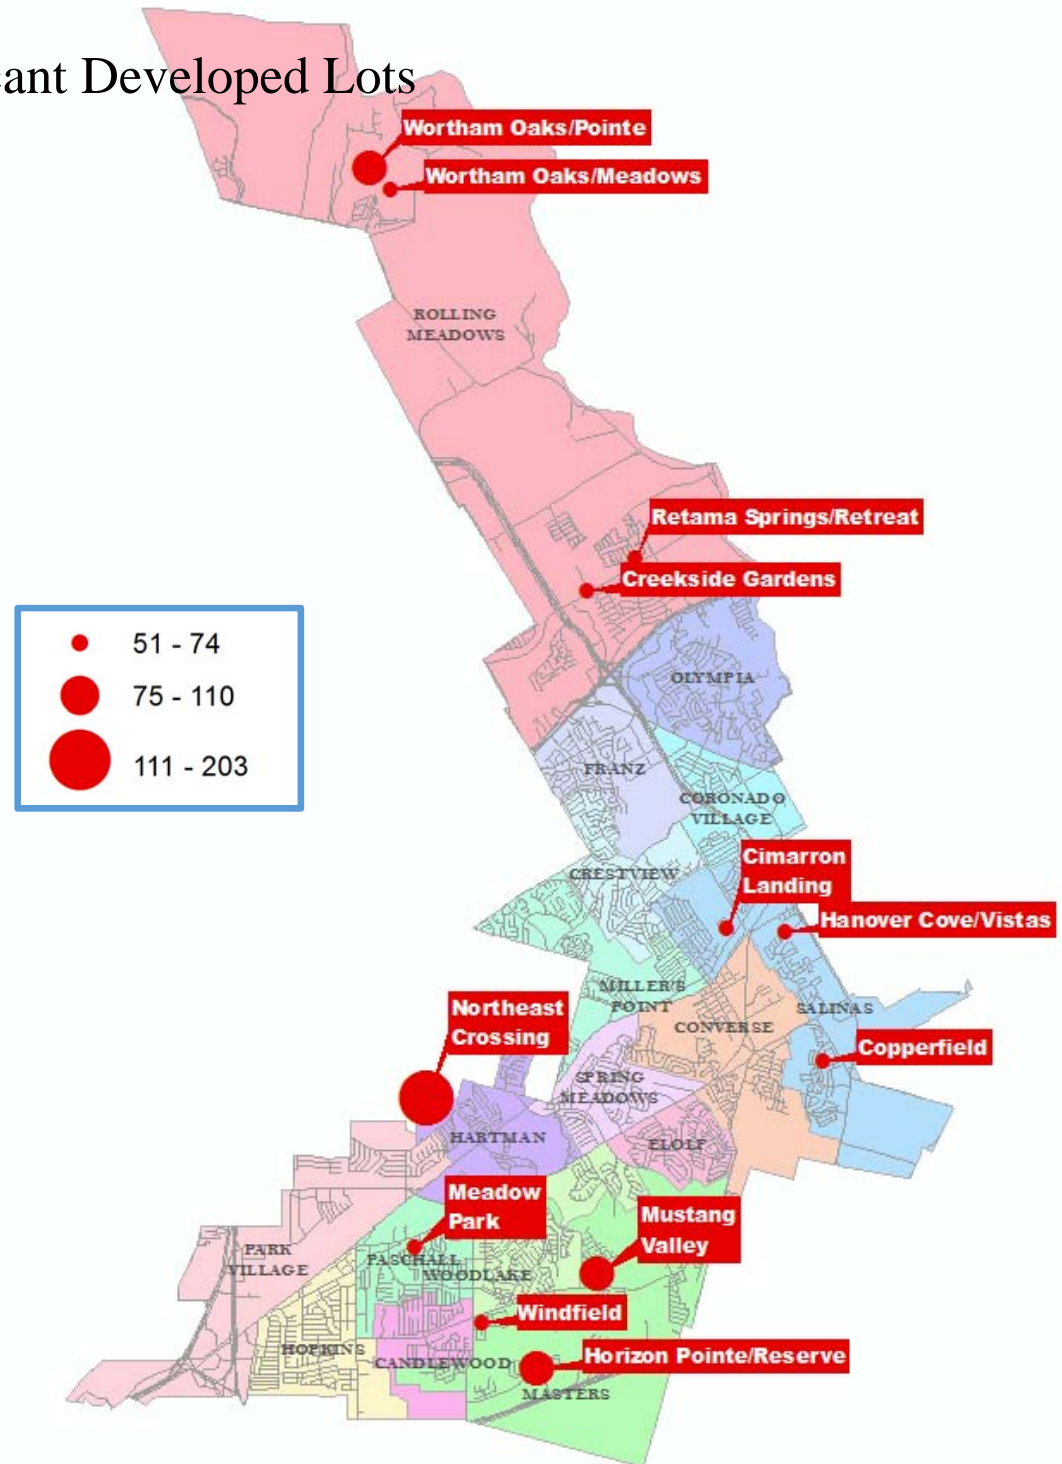 ant Developed Lots
Wortham Oaks/Pointe
Wortham Oaks/Meadows
ROLLING
MEADOWS
Retama Springs/Retreat
Creekside Gardens
51 - 74
75 - 110
111 - 203
OLYMPIA
FRANZ
CORONADO
VILLAGE
Cimarron
Landing
CRESTVIEW
Hanover Cove/Vistas
MILLER'S
POINT
SALINAS
CONVERSE
Northeast
Crossing
Copperfield
SPRING
MEADOWS
HARTMAN
ELOLF
Meadow
Park
Mustang
Valley
PARK
VILLAGE
PASCHALL
WOODLAKE
Windfield
HOPKINS
CANDLEWOOD
Horizon Pointe/Reserve
MASTERS